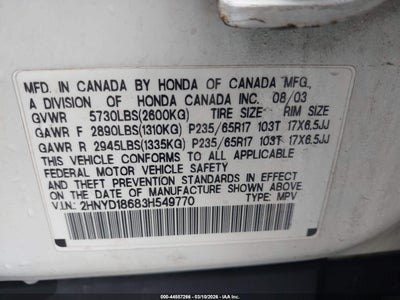 MFD. IN CANADA BY HONDA OF CANADA MFG.,
A DIVISION OF HONDA CANADA INC. 08/03
GVWR 5730LBS(2600KG) TIRE SIZE RIM SIZE
GAWR F 2890LBS(1310KG) P235/65R17 103T 17X6.5JJ
GAWR R 2945LBS(1335KG) P235/65R17 103T 17X6.5JJ
THIS VEHICLE CONFORMS TO ALL APPLICABLE
FEDERAL MOTOR VEHICLE SAFETY AND THEFT
PREVENTION STANDARDS IN EFFECT ON THE
DATE OF MANUFACTURE SHOWN ABOVE.
V.I.N.: 2HNYD18683H549770 TYPE: MPV
#00-44557266 — 03/10/2026 — © IAA, Inc.